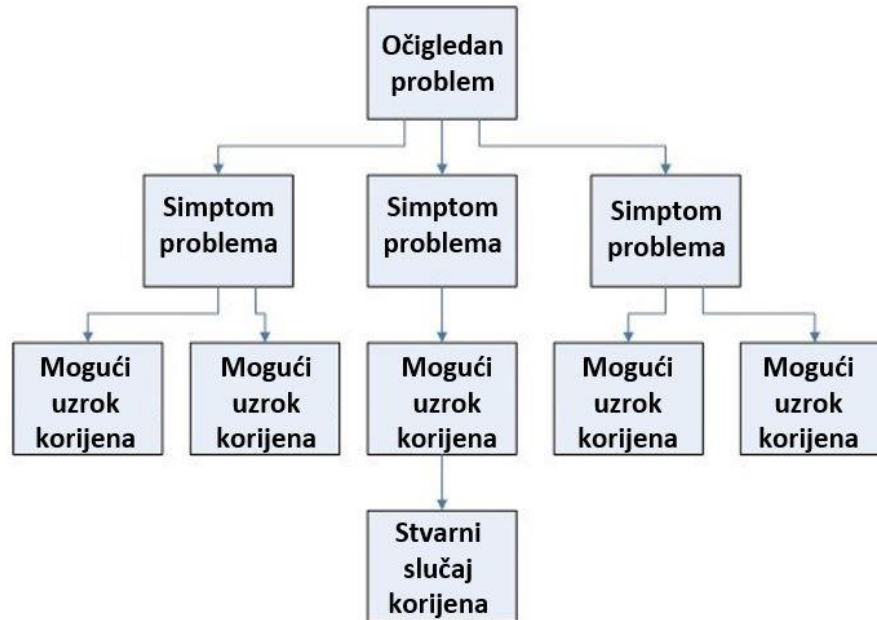 Očigledan
problem
Simptom
problema
Simptom
problema
Simptom
problema
Mogući
uzrok
korijena
Mogući
uzrok
korijena
Mogući
uzrok
korijena
Mogući
uzrok
korijena
Mogući
uzrok
korijena
Stvarni
slučaj
korijena